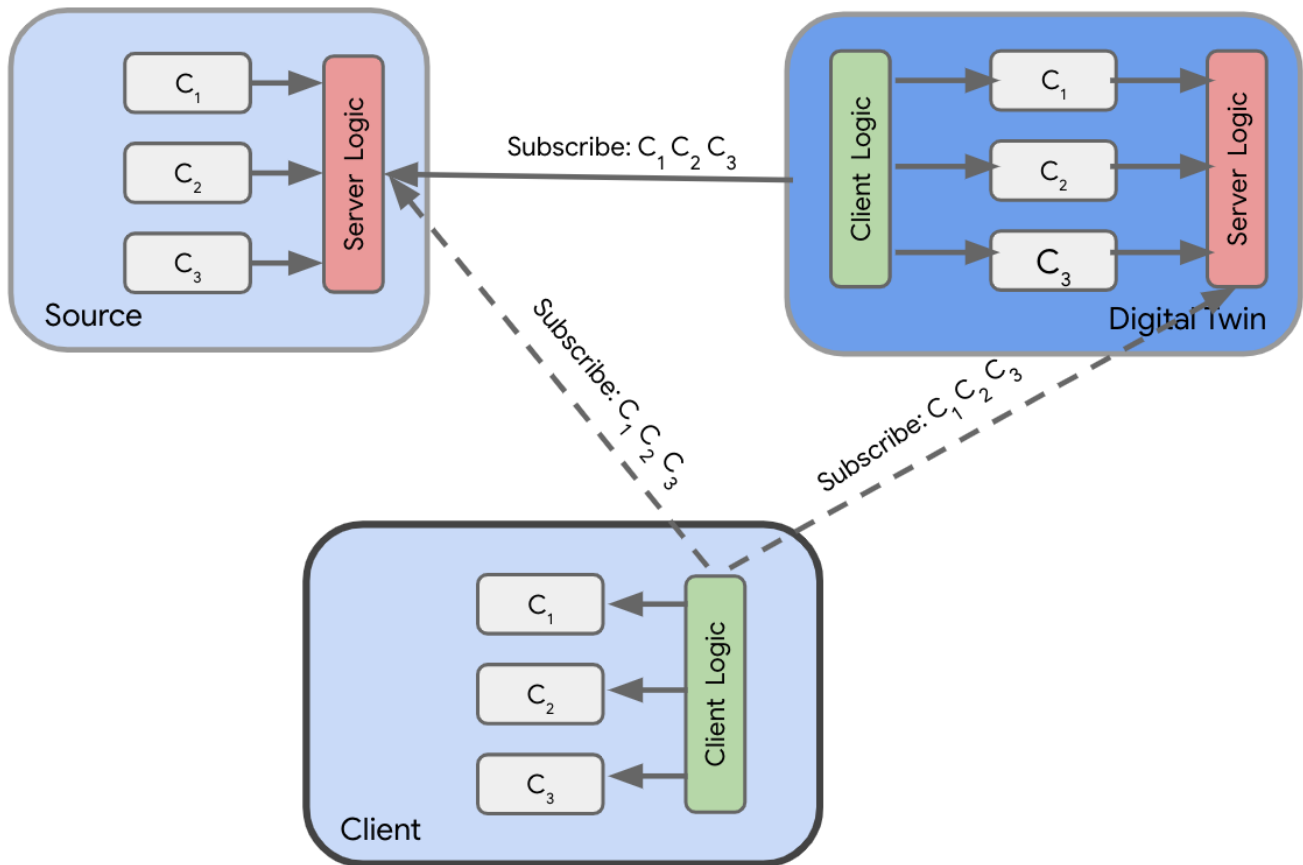 C₁
C₂
C₃
Server Logic
Source
Subscribe: C₁ C₂ C₃
Client Logic
C₁
C₂
C₃
Server Logic
Digital Twin
Subscribe: C₁ C₂ C₃
Subscribe: C₁ C₂ C₃
C₁
C₂
C₃
Client Logic
Client